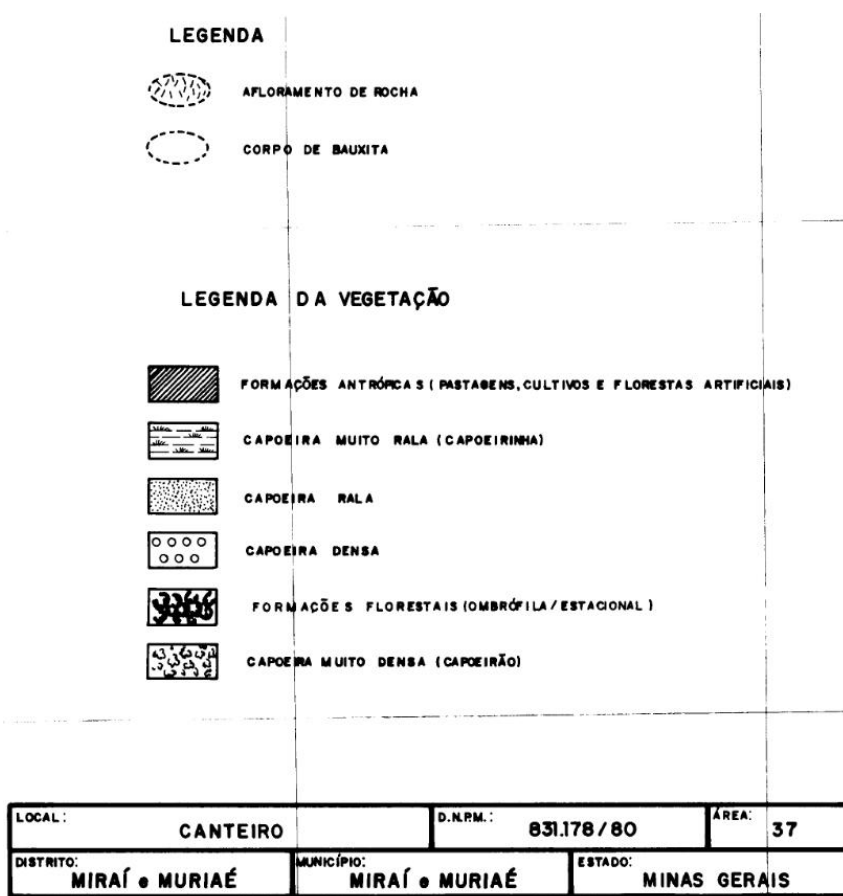 LEGENDA
AFLORAMENTO DE ROCHA
CORPO DE BAUXITA
LEGENDA DA VEGETAÇÃO
FORMAÇÕES ANTRÓPICAS (PASTAGENS, CULTIVOS E FLORESTAS ARTIFICIAIS)
CAPOEIRA MUITO RALA (CAPOEIRINHA)
CAPOEIRA RALA
CAPOEIRA DENSA
FORMAÇÕES FLORESTAIS (OMBRÓFILA/ESTACIONAL)
CAPOEIRA MUITO DENSA (CAPOEIRÃO)
LOCAL: CANTEIRO D.N.P.M.: 831.178/80 ÁREA: 37
DISTRITO: MIRAÍ e MURIAÉ MUNICÍPIO: MIRAÍ e MURIAÉ ESTADO: MINAS GERAIS